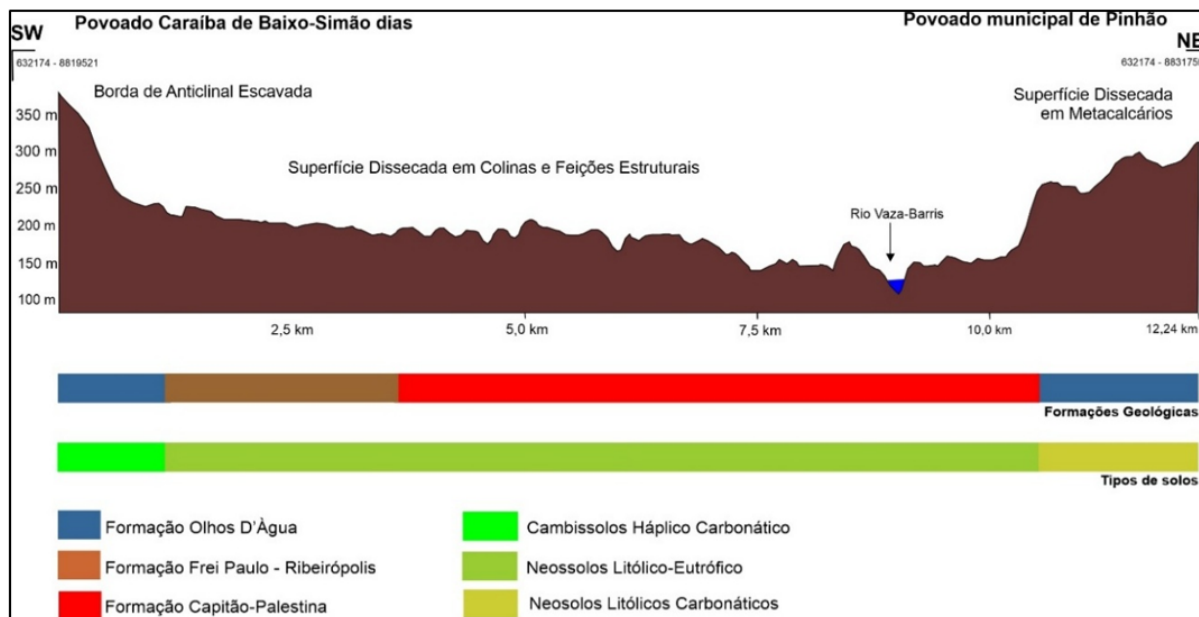 Povoado Caraíba de Baixo-Simão dias
Povoado municipal de Pinhão
SW
NE
632174 - 8819521
632174 - 883175
Borda de Anticlinal Escavada
Superfície Dissecada
em Metacalcários
Superfície Dissecada em Colinas e Feições Estruturais
Rio Vaza-Barris
350 m
300 m
250 m
200 m
150 m
100 m
2,5 km
5,0 km
7,5 km
10,0 km
12,24 km
Formações Geológicas
Tipos de solos
Formação Olhos D'Àgua
Formação Frei Paulo - Ribeirópolis
Formação Capitão-Palestina
Cambissolos Háplico Carbonático
Neossolos Litólico-Eutrófico
Neosolos Litólicos Carbonáticos